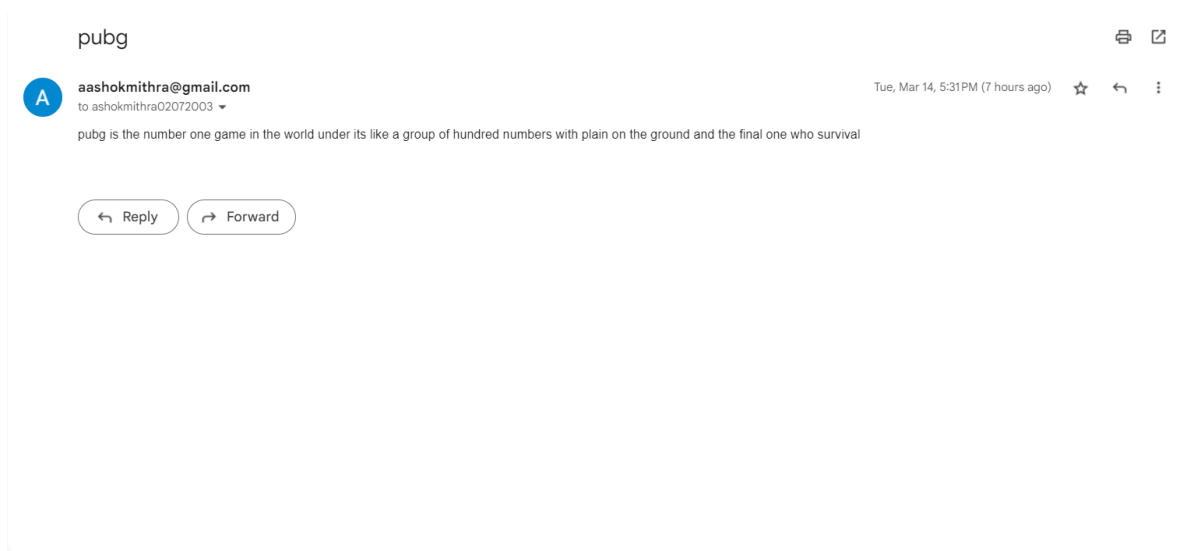 pubg
A
aashokmithra@gmail.com
Tue, Mar 14, 5:31 PM (7 hours ago)
to ashokmithra02072003
pubg is the number one game in the world under its like a group of hundred numbers with plain on the ground and the final one who survival
Reply
Forward